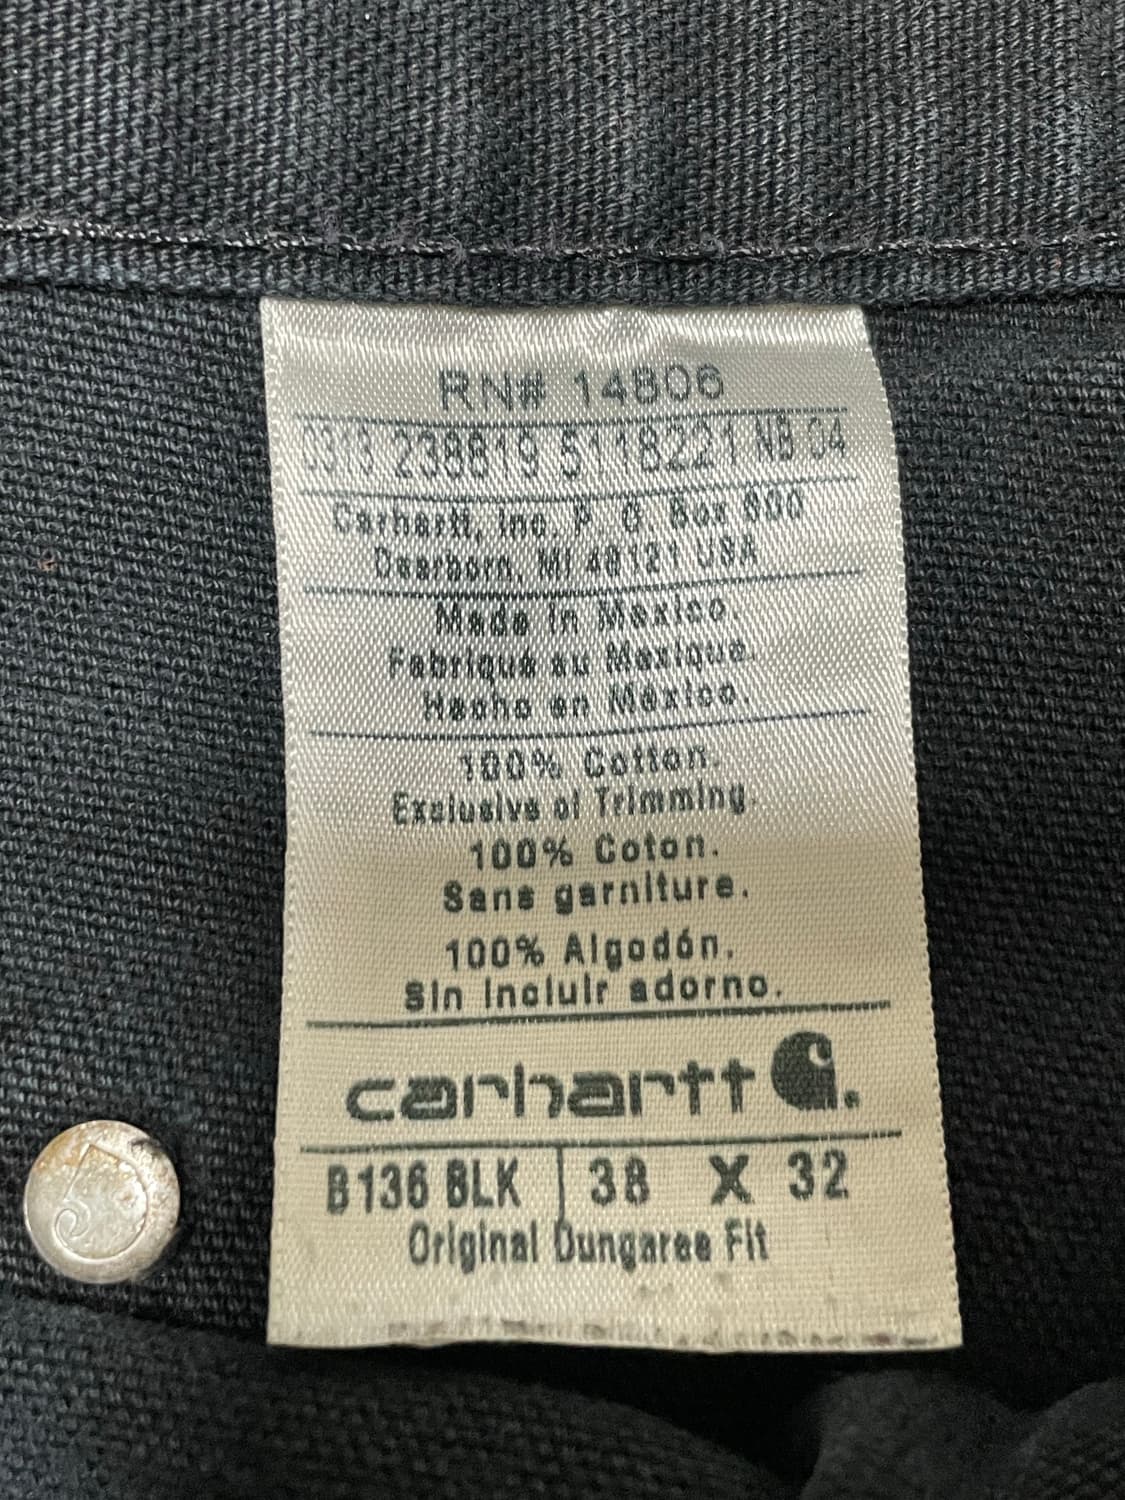 RN# 14806
0313 238819 5118221 NB 04
Carhartt, Inc. P. O. Box 600
Dearborn, MI 48121 USA
Made in Mexico.
Fabriqué au Mexique.
Hecho en México.
100% Cotton.
Exclusive of Trimming.
100% Coton.
Sans garniture.
100% Algodón.
Sin incluir adorno.
carhartt
B136 BLK | 38 X 32
Original Dungaree Fit